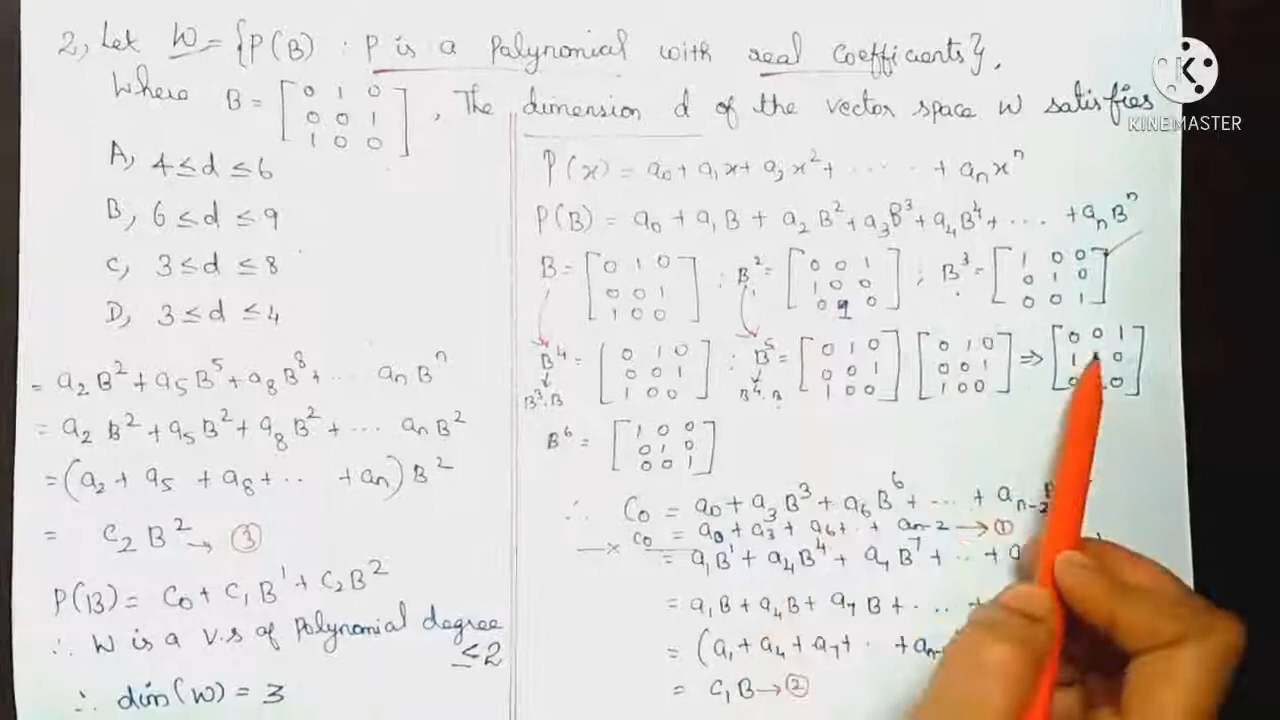 2, Let W = {P(B) : P is a Polynomial with real Coefficients},
Where B = [0 1 0; 0 0 1; 1 0 0], The dimension d of the vector space W satisfies
KINEMASTER
A, 4 ≤ d ≤ 6
B, 6 ≤ d ≤ 9
C, 3 ≤ d ≤ 8
D, 3 ≤ d ≤ 4
= a₂B² + a₅B⁵ + a₈B⁸ + ... aₙBⁿ
= a₂B² + a₅B² + a₈B² + ... aₙB²
= (a₂ + a₅ + a₈ + ... + aₙ)B²
= C₂B² → ③
P(B) = C₀ + C₁B¹ + C₂B²
∴ W is a V.S of Polynomial degree
≤2
∴ dim(W) = 3
P(x) = a₀ + a₁x + a₂x² + ... + aₙxⁿ
P(B) = a₀ + a₁B + a₂B² + a₃B³ + a₄B⁴ + ... + aₙBⁿ
B = [0 1 0; 0 0 1; 1 0 0] : B² = [0 0 1; 1 0 0; 0 1 0] ; B³ = [1 0 0; 0 1 0; 0 0 1]
B⁴ = [0 1 0; 0 0 1; 1 0 0] : B⁵ = [0 1 0; 0 0 1; 1 0 0] [0 1 0; 0 0 1; 1 0 0] ⇒ [0 0 1; 1 0; 0 0]
B³.B B⁴.B
B⁶ = [1 0 0; 0 1 0; 0 0 1]
∴ C₀ = a₀ + a₃B³ + a₆B⁶ + ... + aₙ₋₂
C₀ = a₀ + a₃ + a₆ + .. + aₙ₋₂ → ①
—x = a₁B¹ + a₄B⁴ + a₇B⁷ + .. + a
= a₁B + a₄B + a₇B + ...
= (a₁ + a₄ + a₇ + . + aₙ
= C₁B → ②